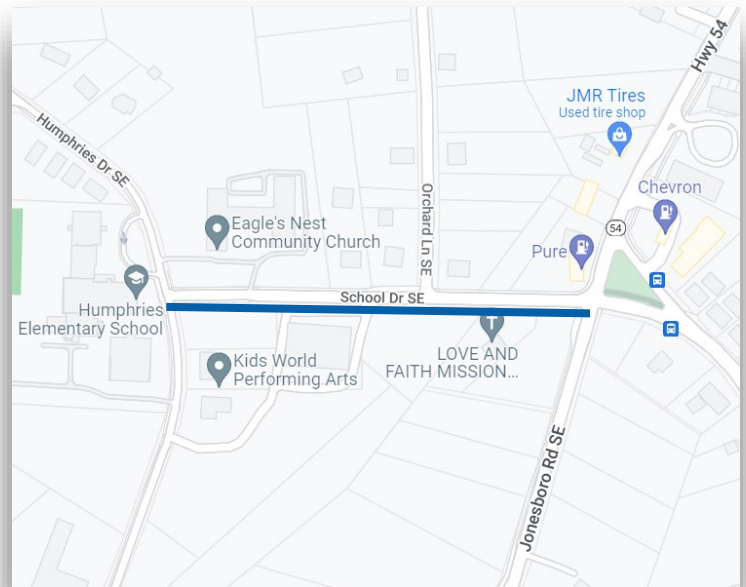 Hwy 54
JMR Tires
Used tire shop
Humphries Dr SE
Chevron
Orchard Ln SE
Eagle's Nest
Community Church
54
Pure
School Dr SE
Humphries
Elementary School
T
LOVE AND
FAITH MISSION...
Kids World
Performing Arts
Jonesboro Rd SE